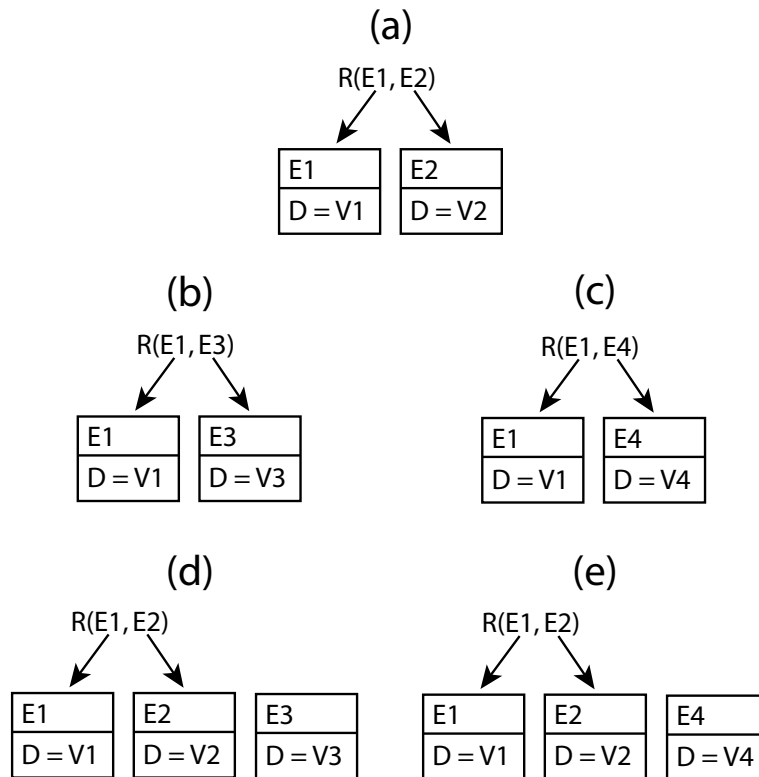 (a)
R(E1, E2)
E1 E2
D = V1 D = V2
(b) (c)
R(E1, E3) R(E1, E4)
E1 E3 E1 E4
D = V1 D = V3 D = V1 D = V4
(d) (e)
R(E1, E2) R(E1, E2)
E1 E2 E3 E1 E2 E4
D = V1 D = V2 D = V3 D = V1 D = V2 D = V4